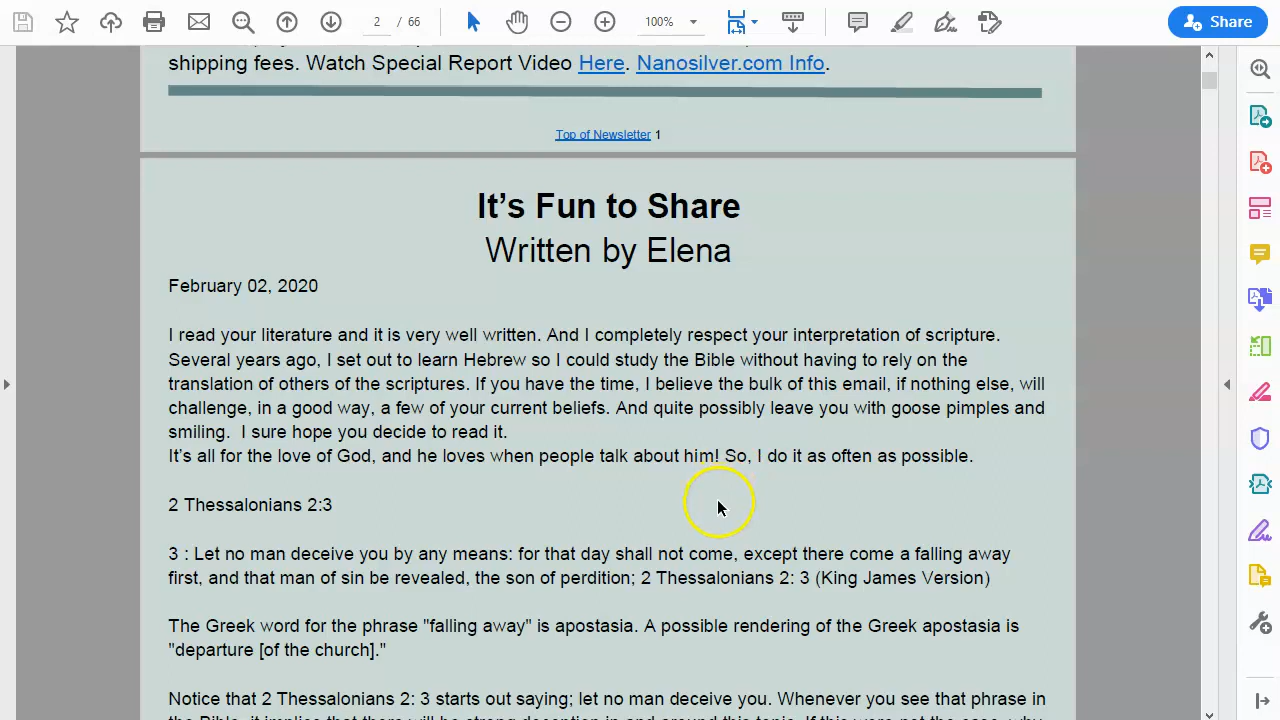 2 / 66
100%
Share
shipping fees. Watch Special Report Video Here. Nanosilver.com Info.
Top of Newsletter 1
It’s Fun to Share
Written by Elena
February 02, 2020
I read your literature and it is very well written. And I completely respect your interpretation of scripture.
Several years ago, I set out to learn Hebrew so I could study the Bible without having to rely on the
translation of others of the scriptures. If you have the time, I believe the bulk of this email, if nothing else, will
challenge, in a good way, a few of your current beliefs. And quite possibly leave you with goose pimples and
smiling.  I sure hope you decide to read it.
It’s all for the love of God, and he loves when people talk about him! So, I do it as often as possible.
2 Thessalonians 2:3
3 : Let no man deceive you by any means: for that day shall not come, except there come a falling away
first, and that man of sin be revealed, the son of perdition; 2 Thessalonians 2: 3 (King James Version)
The Greek word for the phrase "falling away" is apostasia. A possible rendering of the Greek apostasia is
"departure [of the church]."
Notice that 2 Thessalonians 2: 3 starts out saying; let no man deceive you. Whenever you see that phrase in